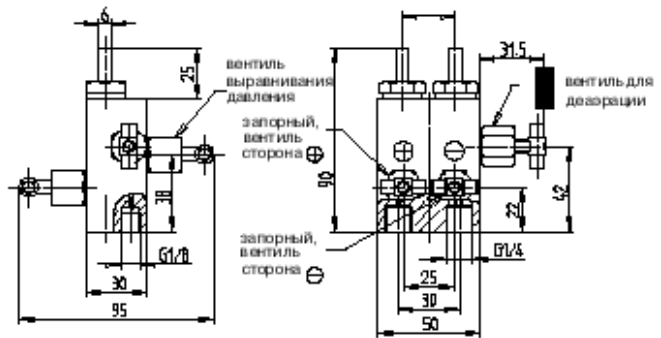 6
25
вентиль
выравнивания
давления
38
G1/8
30
95
31.5
вентиль для
деаэрации
запорный,
вентиль
сторона ⊕
90
42
22
запорный,
вентиль
сторона ⊖
G1/4
25
30
50